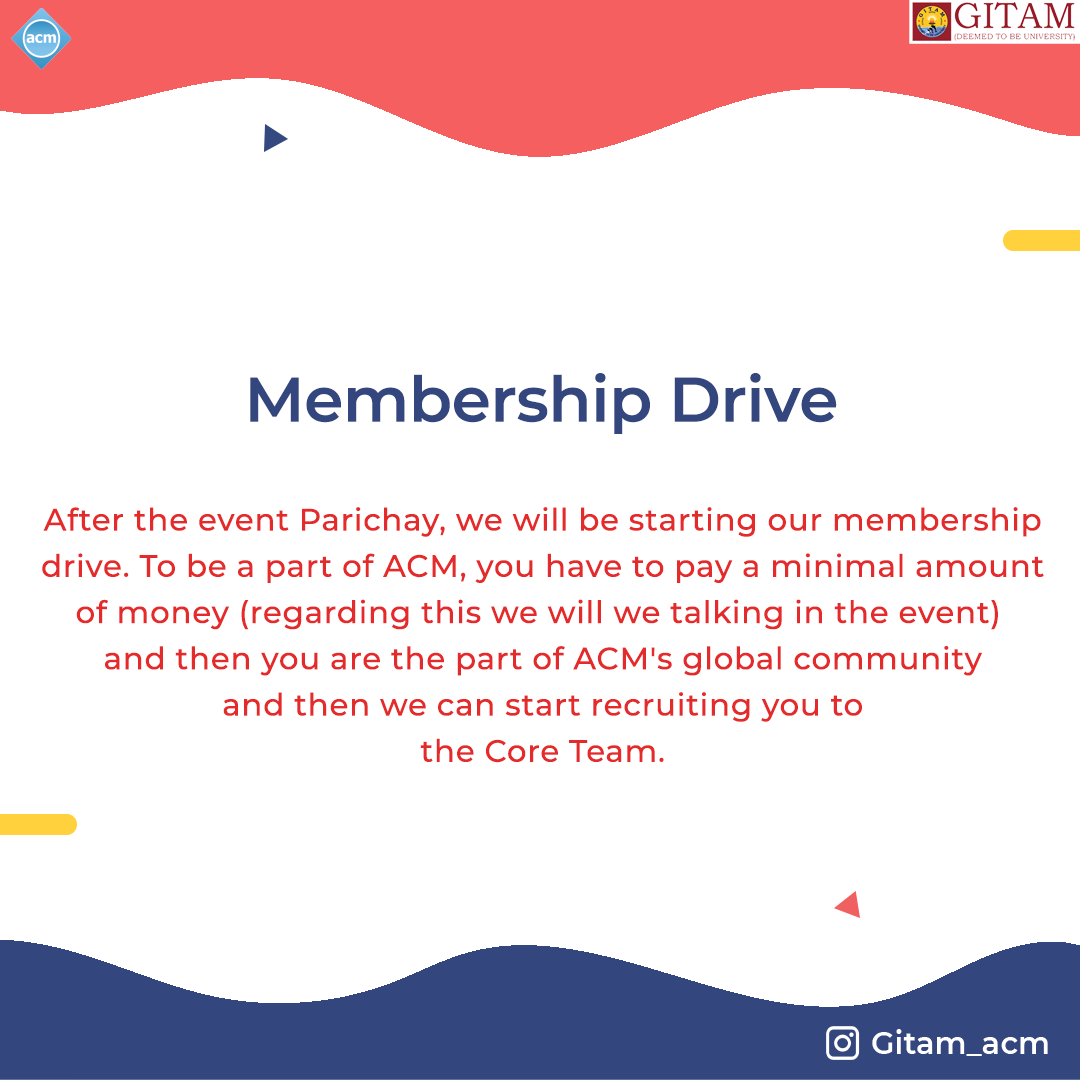 acm
GITAM
(DEEMED TO BE UNIVERSITY)
Membership Drive
After the event Parichay, we will be starting our membership
drive. To be a part of ACM, you have to pay a minimal amount
of money (regarding this we will we talking in the event)
and then you are the part of ACM's global community
and then we can start recruiting you to
the Core Team.
Gitam_acm